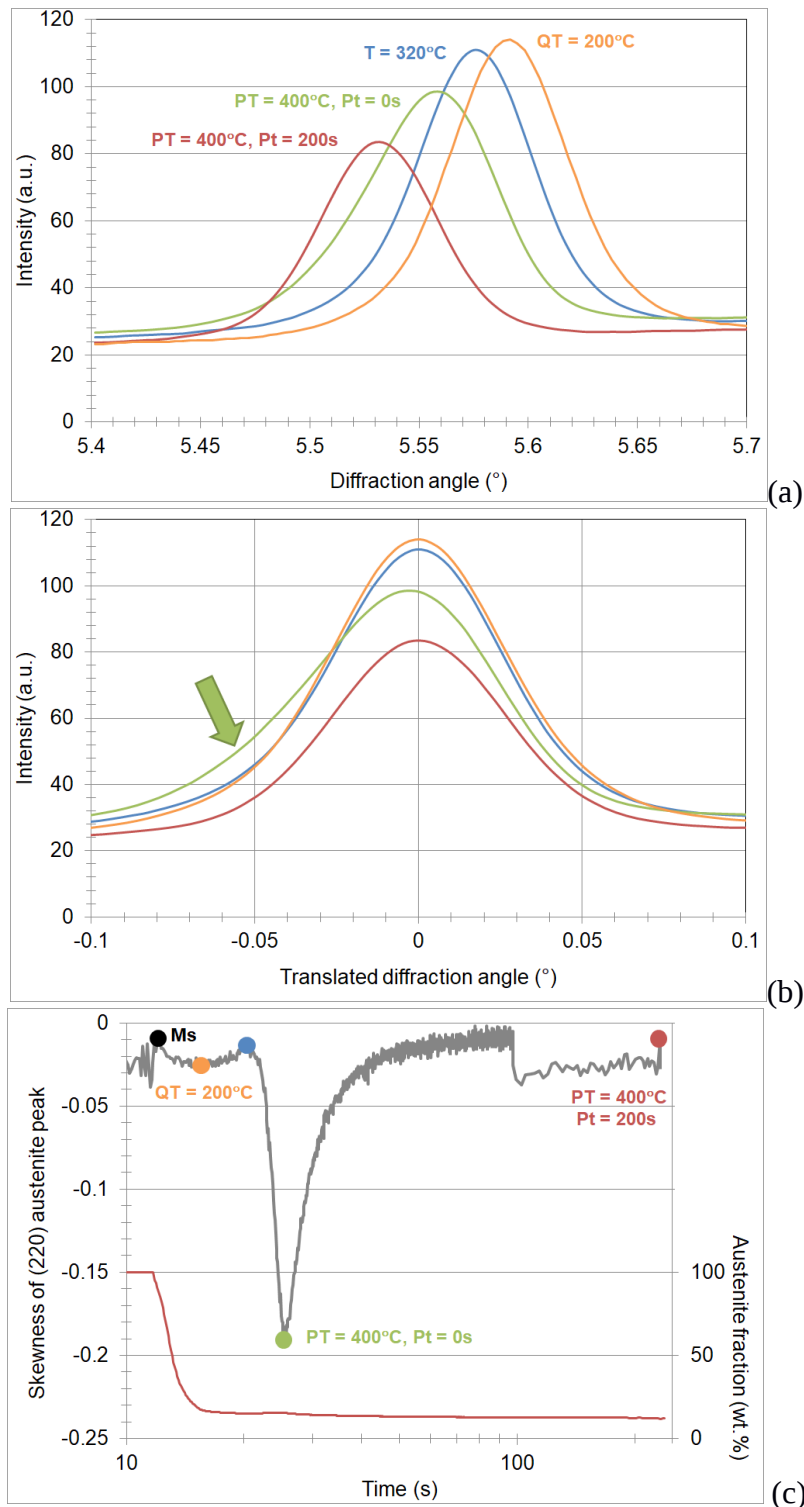 120
100
80
60
40
20
0
Intensity (a.u.)
T = 320°C
QT = 200°C
PT = 400°C, Pt = 0s
PT = 400°C, Pt = 200s
5.4 5.45 5.5 5.55 5.6 5.65 5.7
Diffraction angle (°)
(a)
120
100
80
60
40
20
0
Intensity (a.u.)
-0.1 -0.05 0 0.05 0.1
Translated diffraction angle (°)
(b)
0
-0.05
-0.1
-0.15
-0.2
-0.25
Skewness of (220) austenite peak
Ms
QT = 200°C
PT = 400°C
Pt = 200s
PT = 400°C, Pt = 0s
100
50
0
Austenite fraction (wt.%)
10 100
Time (s)
(c)